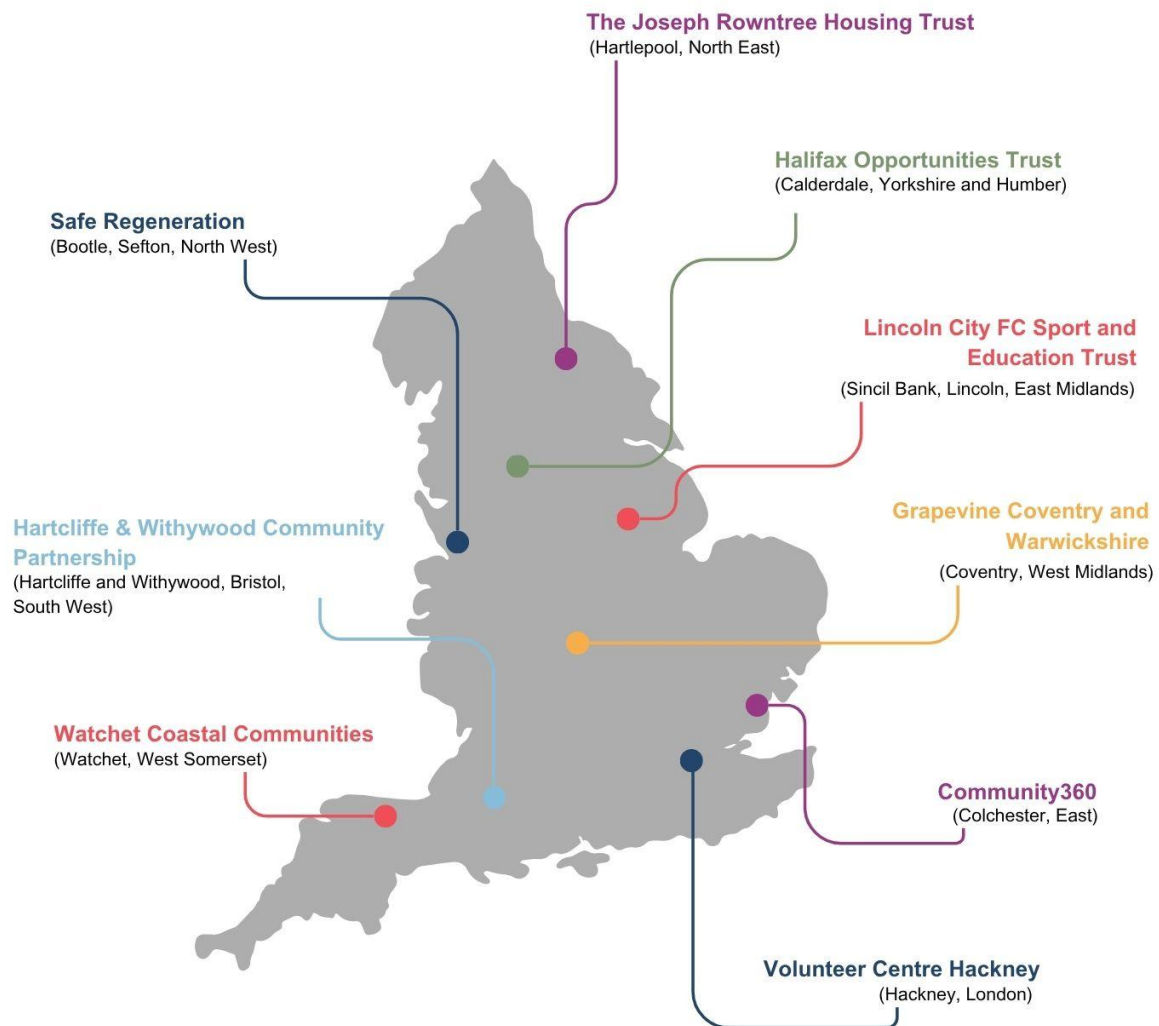 The Joseph Rowntree Housing Trust
(Hartlepool, North East)
Halifax Opportunities Trust
(Calderdale, Yorkshire and Humber)
Safe Regeneration
(Bootle, Sefton, North West)
Lincoln City FC Sport and
Education Trust
(Sincil Bank, Lincoln, East Midlands)
Grapevine Coventry and
Warwickshire
(Coventry, West Midlands)
Hartcliffe & Withywood Community
Partnership
(Hartcliffe and Withywood, Bristol,
South West)
Watchet Coastal Communities
(Watchet, West Somerset)
Community360
(Colchester, East)
Volunteer Centre Hackney
(Hackney, London)